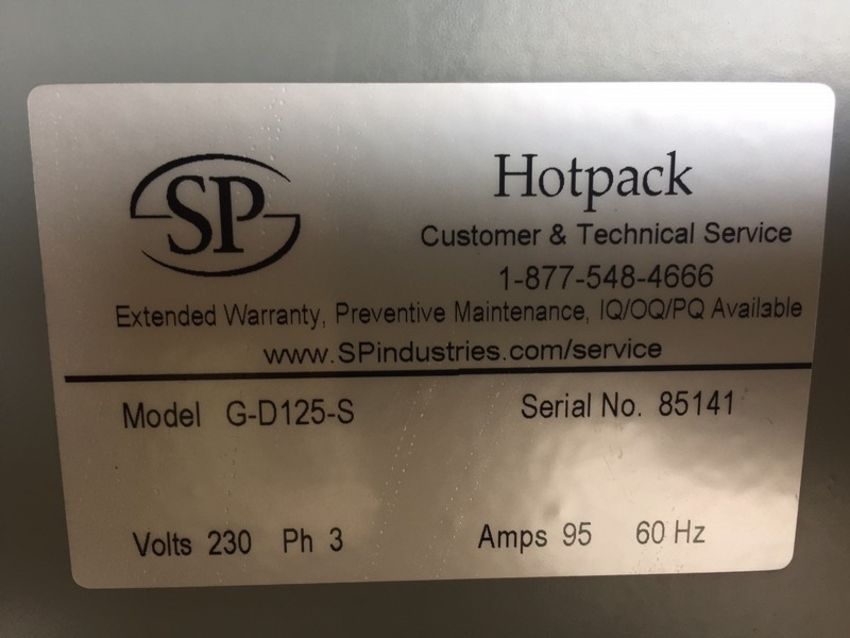 SP
Hotpack
Customer & Technical Service
1-877-548-4666
Extended Warranty, Preventive Maintenance, IQ/OQ/PQ Available
www.SPindustries.com/service
Model G-D125-S Serial No. 85141
Volts 230 Ph 3 Amps 95 60 Hz